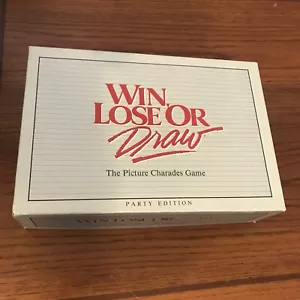 WIN,
LOSE OR
Draw
The Picture Charades Game
PARTY EDITION